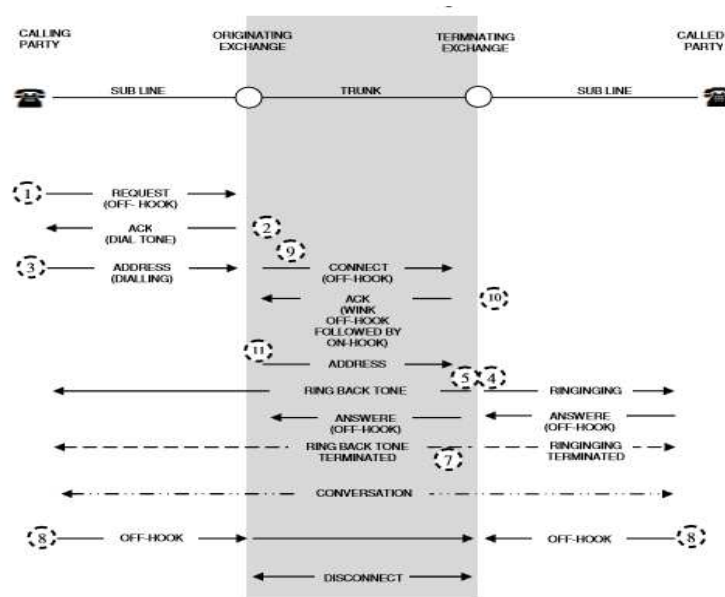 CALLING PARTY
ORIGINATING EXCHANGE
TERMNATING EXCHANGE
CALLED PARTY
SUB LINE
TRUNK
SUB LINE
1
REQUEST
(OFF- HOOK)
ACK
(DIAL TONE)
2
9
3
ADDRESS
(DIALLING)
CONNECT
(OFF-HOOK)
ACK
(WINK
OFF-HOOK
FOLLOWED BY
ON-HOOK)
10
11
ADDRESS
5
4
RING BACK TONE
RINGINGING
ANSWERE
(OFF-HOOK)
ANSWERE
(OFF-HOOK)
RING BACK TONE
TERMINATED
7
RINGINGING
TERMINATED
CONVERSATION
8
OFF-HOOK
OFF-HOOK
8
DISCONNECT